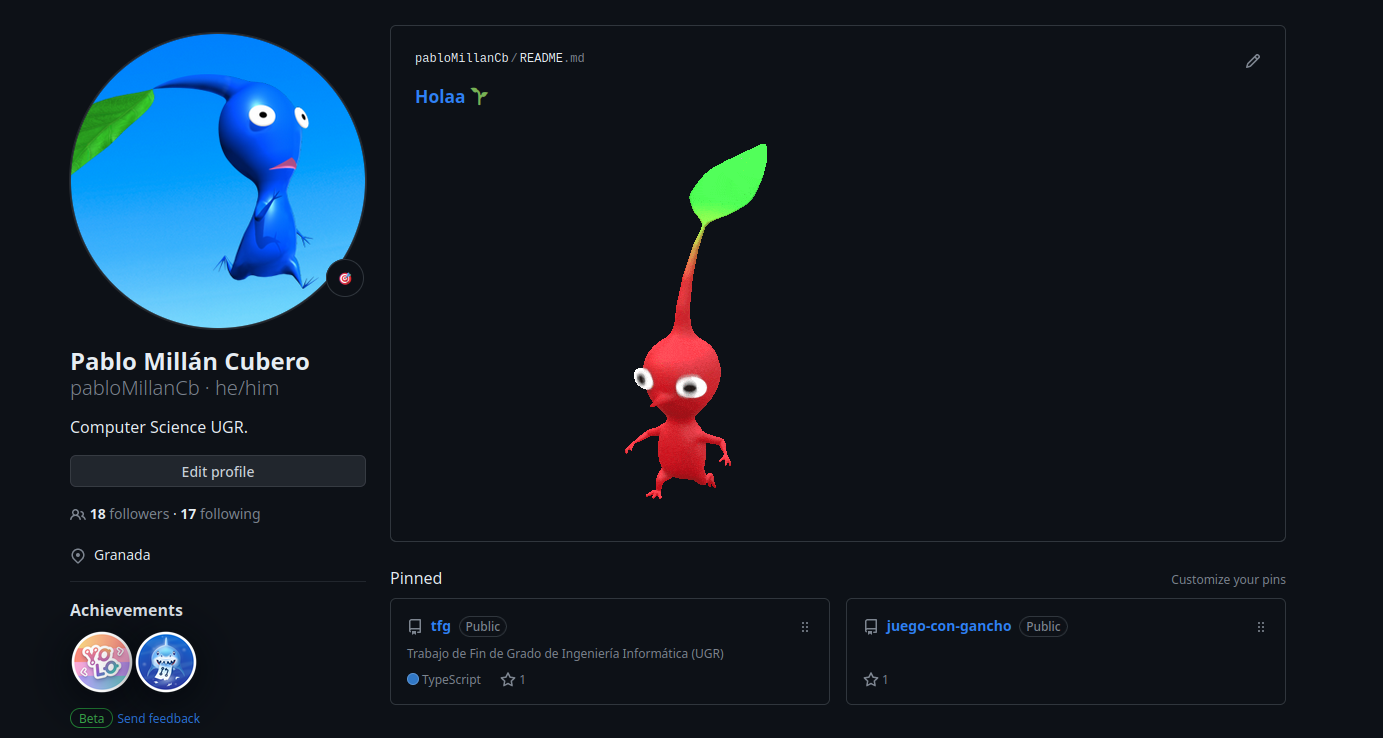 pabloMillanCb/README.md
Holaa
Pablo Millán Cubero
pabloMillanCb · he/him
Computer Science UGR.
Edit profile
18 followers · 17 following
Granada
Achievements
YOLO
Beta Send feedback
Pinned
Customize your pins
tfg Public
Trabajo de Fin de Grado de Ingeniería Informática (UGR)
TypeScript 1
juego-con-gancho Public
1